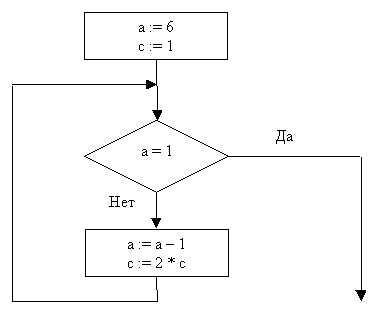 a := 6
c := 1
a = 1
Да
Нет
a := a – 1
c := 2 * c